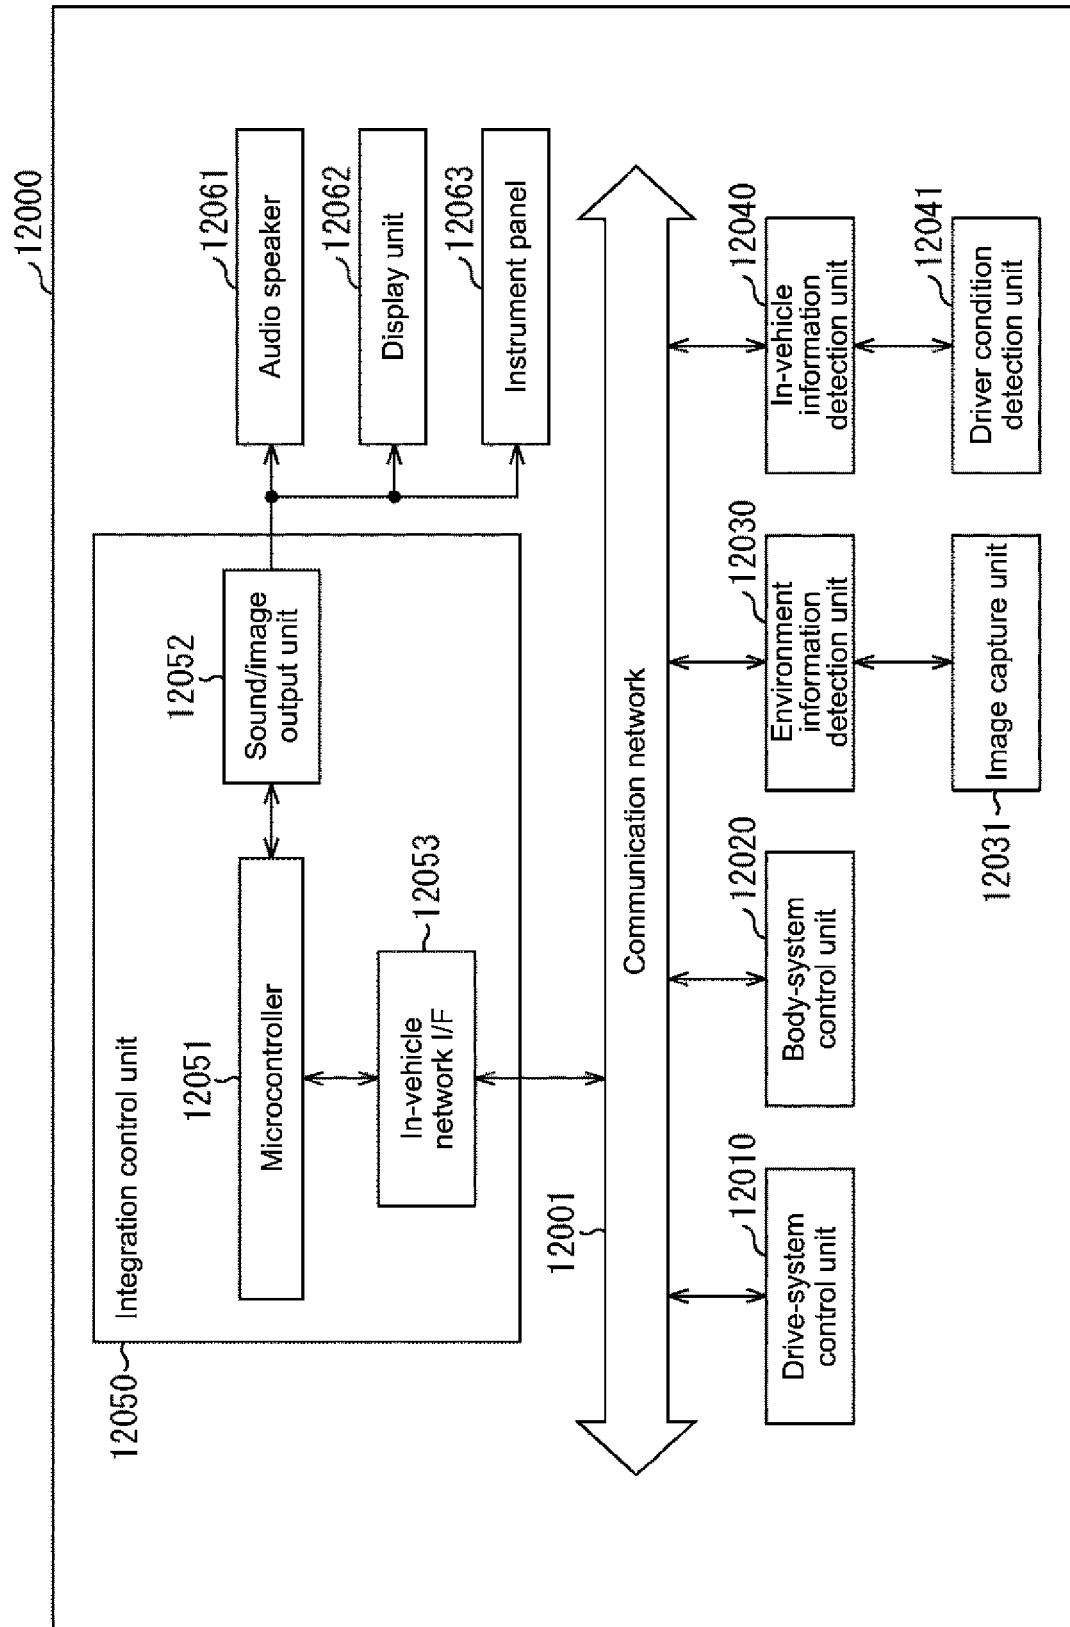 12000
12050
Integration control unit
12051
Microcontroller
12052
Sound/image
output unit
12053
In-vehicle
network I/F
12061
Audio speaker
12062
Display unit
12063
Instrument panel
12001
Communication network
12010
Drive-system
control unit
12020
Body-system
control unit
12030
Environment
information
detection unit
12040
In-vehicle
information
detection unit
12031
Image capture unit
12041
Driver condition
detection unit